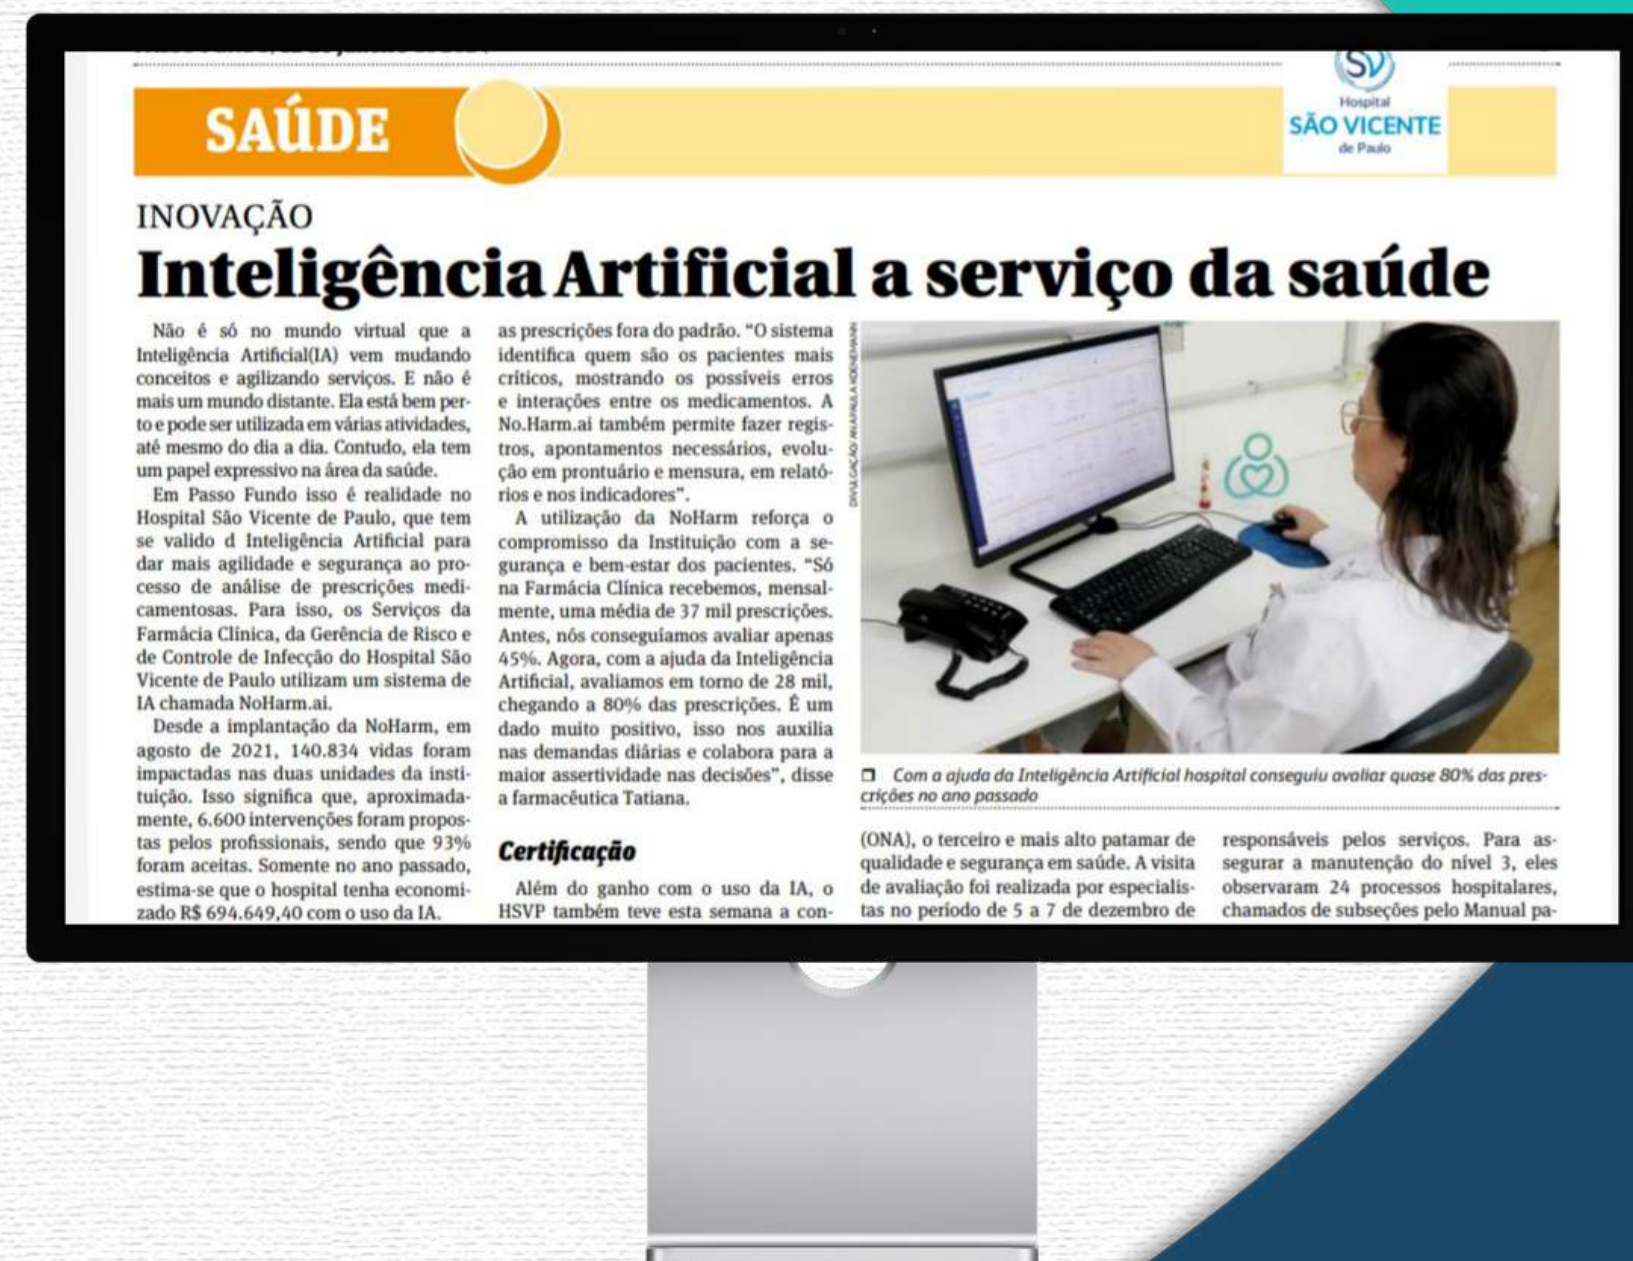 SAÚDE
Hospital
SÃO VICENTE
de Paulo
INOVAÇÃO
Inteligência Artificial a serviço da saúde
Não é só no mundo virtual que a
Inteligência Artificial(IA) vem mudando
conceitos e agilizando serviços. E não é
mais um mundo distante. Ela está bem per-
to e pode ser utilizada em várias atividades,
até mesmo do dia a dia. Contudo, ela tem
um papel expressivo na área da saúde.
Em Passo Fundo isso é realidade no
Hospital São Vicente de Paulo, que tem
se valido d Inteligência Artificial para
dar mais agilidade e segurança ao pro-
cesso de análise de prescrições medi-
camentosas. Para isso, os Serviços da
Farmácia Clínica, da Gerência de Risco e
de Controle de Infecção do Hospital São
Vicente de Paulo utilizam um sistema de
IA chamada NoHarm.ai.
Desde a implantação da NoHarm, em
agosto de 2021, 140.834 vidas foram
impactadas nas duas unidades da insti-
tuição. Isso significa que, aproximada-
mente, 6.600 intervenções foram propos-
tas pelos profissionais, sendo que 93%
foram aceitas. Somente no ano passado,
estima-se que o hospital tenha economi-
zado R$ 694.649,40 com o uso da IA.
as prescrições fora do padrão. “O sistema
identifica quem são os pacientes mais
críticos, mostrando os possíveis erros
e interações entre os medicamentos. A
No.Harm.ai também permite fazer regis-
tros, apontamentos necessários, evolu-
ção em prontuário e mensura, em relató-
rios e nos indicadores”.
A utilização da NoHarm reforça o
compromisso da Instituição com a se-
gurança e bem-estar dos pacientes. “Só
na Farmácia Clínica recebemos, mensal-
mente, uma média de 37 mil prescrições.
Antes, nós conseguíamos avaliar apenas
45%. Agora, com a ajuda da Inteligência
Artificial, avaliamos em torno de 28 mil,
chegando a 80% das prescrições. É um
dado muito positivo, isso nos auxilia
nas demandas diárias e colabora para a
maior assertividade nas decisões”, disse
a farmacêutica Tatiana.
Certificação
Além do ganho com o uso da IA, o
HSVP também teve esta semana a con-
DIVULGAÇÃO/ ANA PAULA KOENEMANN
Com a ajuda da Inteligência Artificial hospital conseguiu avaliar quase 80% das pres-
crições no ano passado
(ONA), o terceiro e mais alto patamar de
qualidade e segurança em saúde. A visita
de avaliação foi realizada por especialis-
tas no período de 5 a 7 de dezembro de
responsáveis pelos serviços. Para as-
segurar a manutenção do nível 3, eles
observaram 24 processos hospitalares,
chamados de subseções pelo Manual pa-